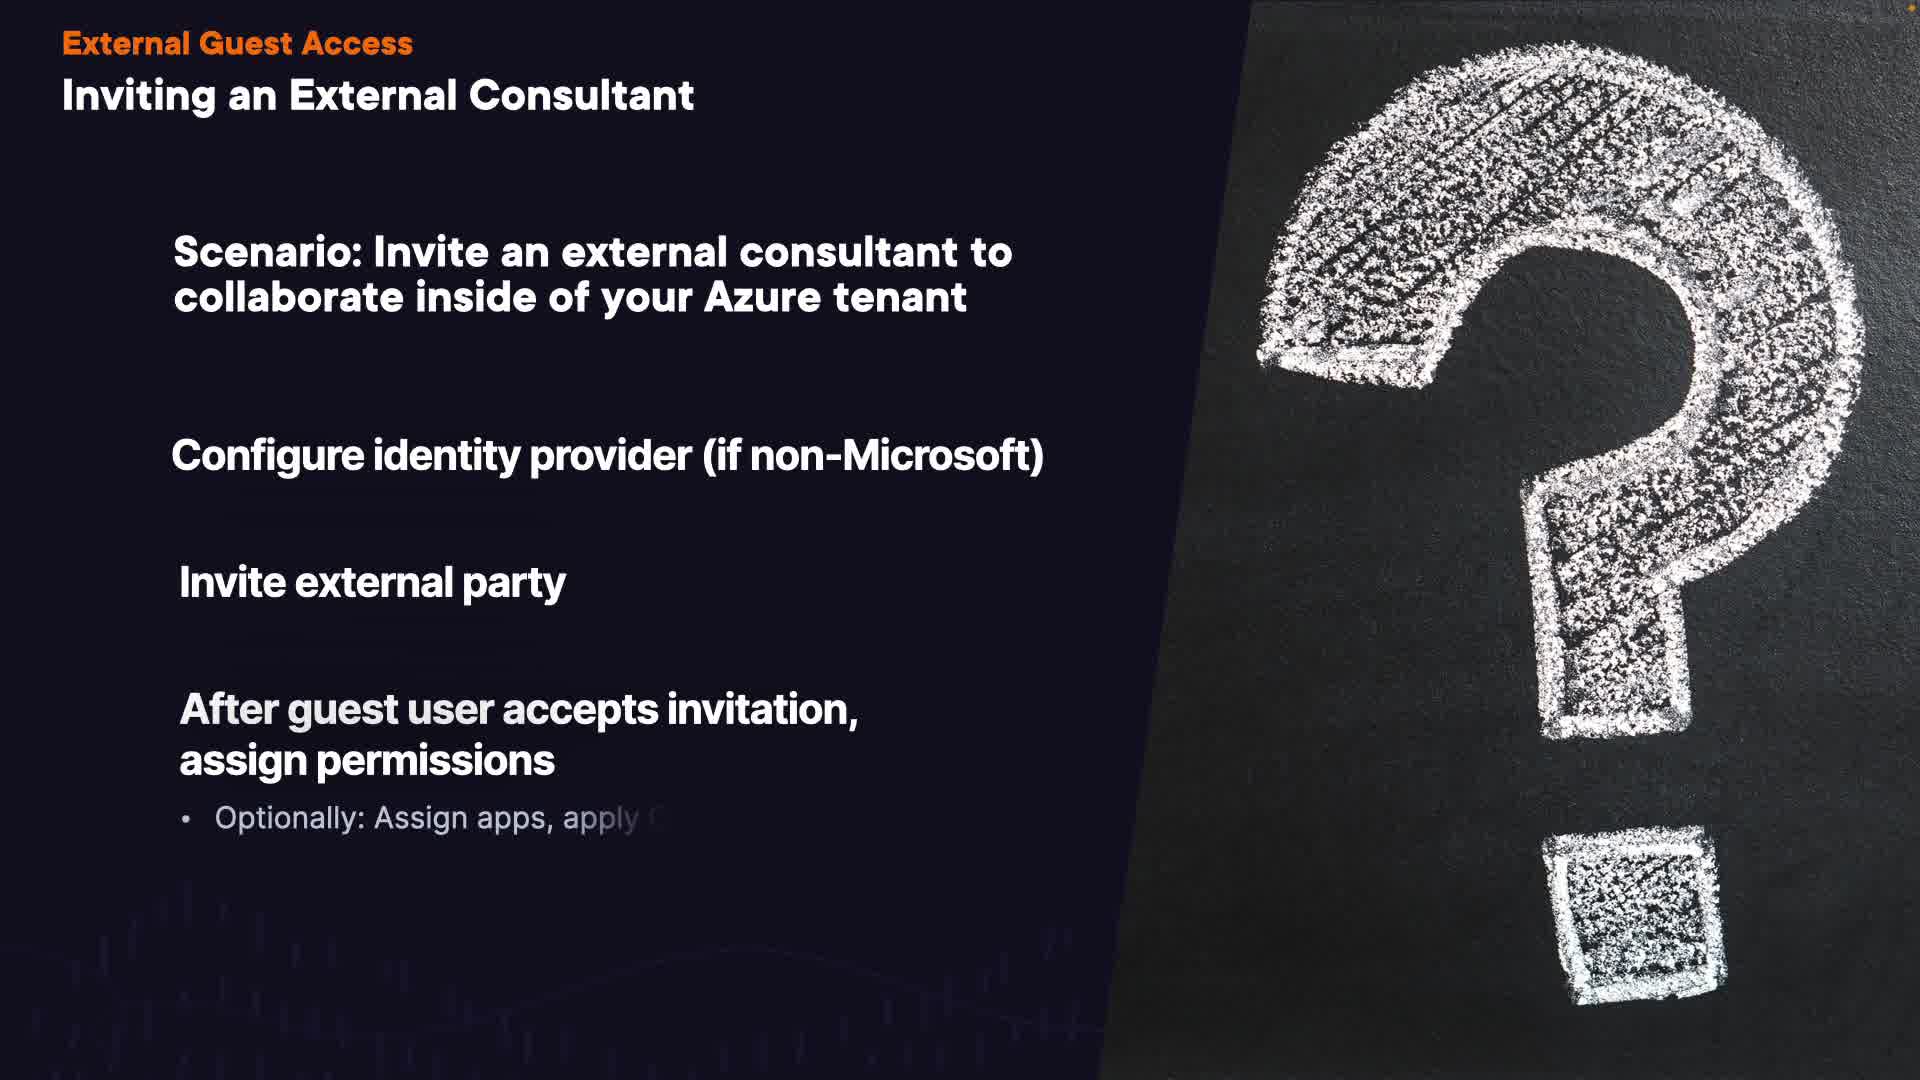 External Guest Access
Inviting an External Consultant
Scenario: Invite an external consultant to
collaborate inside of your Azure tenant
Configure identity provider (if non-Microsoft)
Invite external party
After guest user accepts invitation,
assign permissions
• Optionally: Assign apps, apply